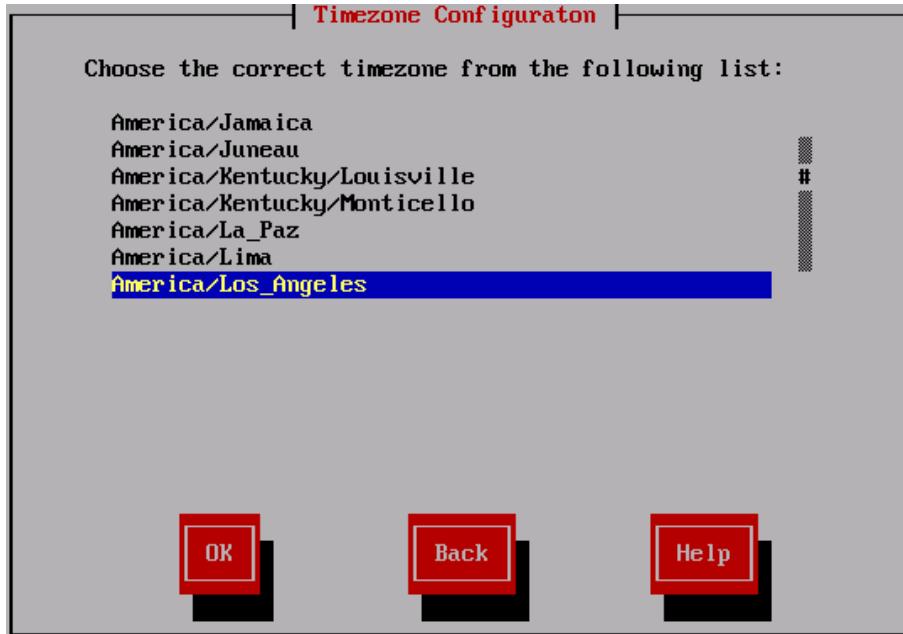 Timezone Configuraton
Choose the correct timezone from the following list:
America/Jamaica
America/Juneau
America/Kentucky/Louisville
#
America/Kentucky/Monticello
America/La_Paz
America/Lima
America/Los_Angeles
OK Back Help